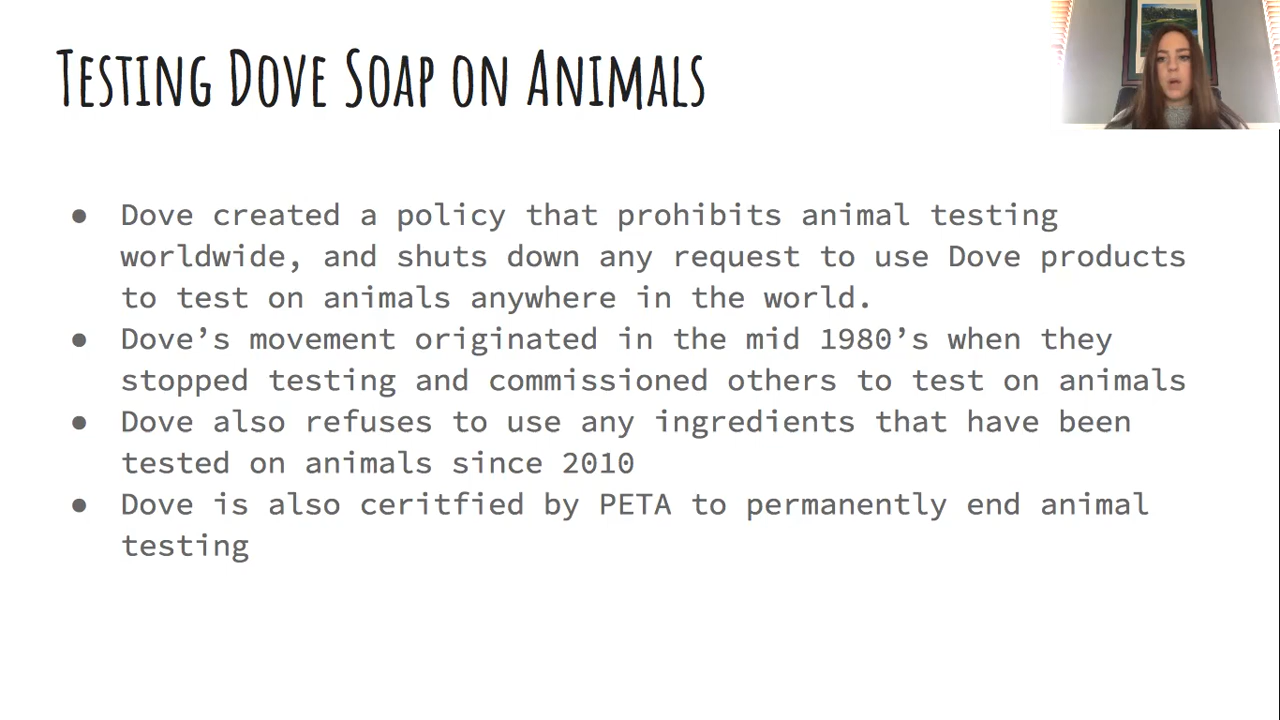 Testing Dove Soap on Animals
● Dove created a policy that prohibits animal testing
worldwide, and shuts down any request to use Dove products
to test on animals anywhere in the world.
● Dove’s movement originated in the mid 1980’s when they
stopped testing and commissioned others to test on animals
● Dove also refuses to use any ingredients that have been
tested on animals since 2010
● Dove is also ceritfied by PETA to permanently end animal
testing